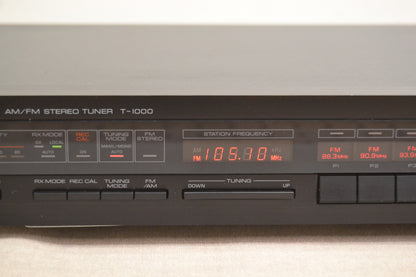 AM/FM STEREO TUNER T-1000
RX MODE
REC CAL
TUNING MODE
FM STEREO
STATION FREQUENCY
DX LOCAL
MAN'L/MONO
AUTO
ON
AM
FM 105.10 kHz
MHz
FM
88.3MHz
FM
90.9MHz
FM
P1
P2
RX MODE REC CAL TUNING MODE FM/AM
TUNING
DOWN UP